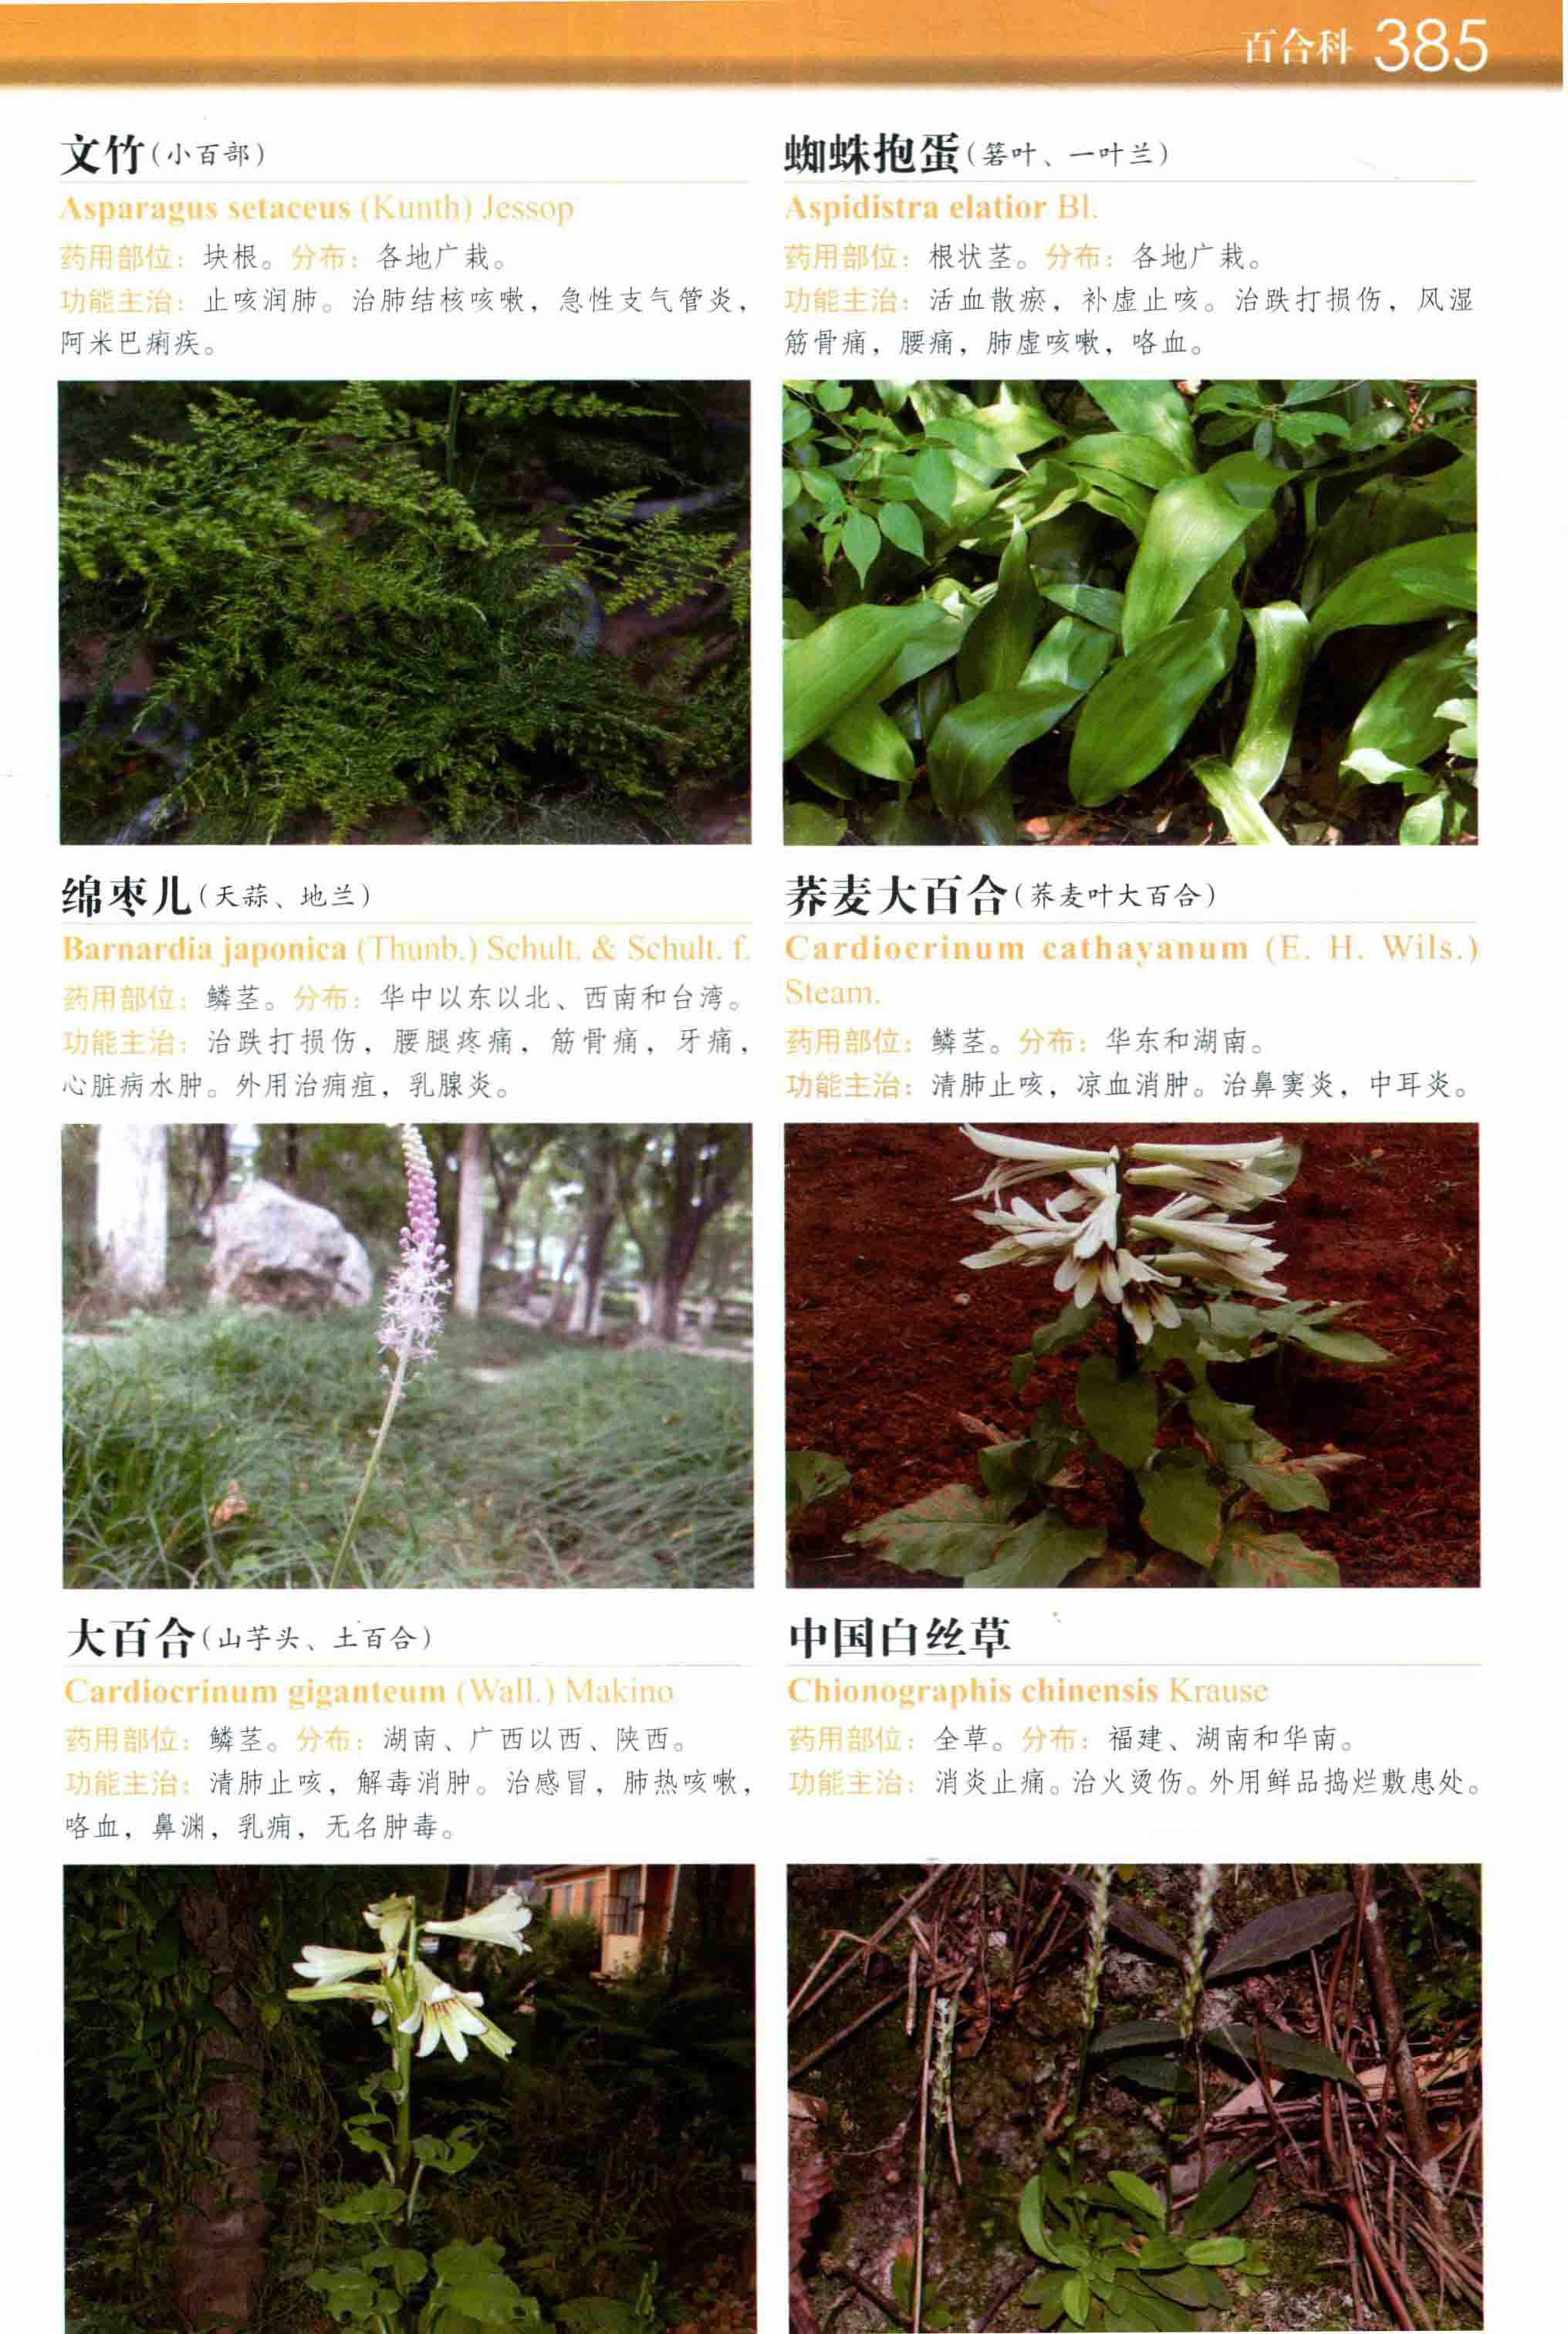 百合科 385
文竹(小百部)
Asparagus setaceus (Kunth) Jessop
药用部位：块根。分布：各地广栽。
功能主治：止咳润肺。治肺结核咳嗽，急性支气管炎，
阿米巴痢疾。
蜘蛛抱蛋(箬叶、一叶兰)
Aspidistra elatior Bl.
药用部位：根状茎。分布：各地广栽。
功能主治：活血散瘀，补虚止咳。治跌打损伤，风湿
筋骨痛，腰痛，肺虚咳嗽，咯血。
绵枣儿(天蒜、地兰)
Barnardia japonica (Thunb.) Schult. & Schult. f.
药用部位：鳞茎。分布：华中以东以北、西南和台湾。
功能主治：治跌打损伤，腰腿疼痛，筋骨痛，牙痛，
心脏病水肿。外用治痈疽，乳腺炎。
荞麦大百合(荞麦叶大百合)
Cardiocrinum cathayanum (E. H. Wils.)
Steam.
药用部位：鳞茎。分布：华东和湖南。
功能主治：清肺止咳，凉血消肿。治鼻窦炎，中耳炎。
大百合(山芋头、土百合)
Cardiocrinum giganteum (Wall.) Makino
药用部位：鳞茎。分布：湖南、广西以西、陕西。
功能主治：清肺止咳，解毒消肿。治感冒，肺热咳嗽，
咯血，鼻渊，乳痈，无名肿毒。
中国白丝草
Chionographis chinensis Krause
药用部位：全草。分布：福建、湖南和华南。
功能主治：消炎止痛。治火烫伤。外用鲜品捣烂敷患处。